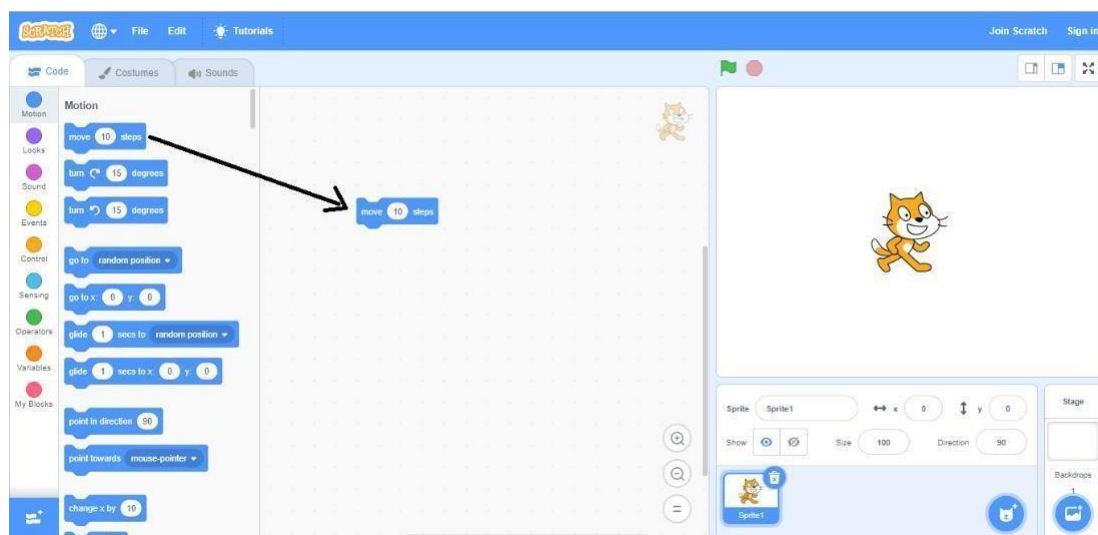 SCRATCH File Edit Tutorials Join Scratch Sign in
Code Costumes Sounds
Motion
Looks
Sound
Events
Control
Sensing
Operators
Variables
My Blocks
Motion
move 10 steps
turn 15 degrees
turn 15 degrees
go to random position
go to x: 0 y: 0
glide 1 secs to random position
glide 1 secs to x: 0 y: 0
point in direction 90
point towards mouse-pointer
change x by 10
move 10 steps
Sprite Sprite1 x 0 y 0
Show Size 100 Direction 90
Sprite1
Stage
Backdrops
1